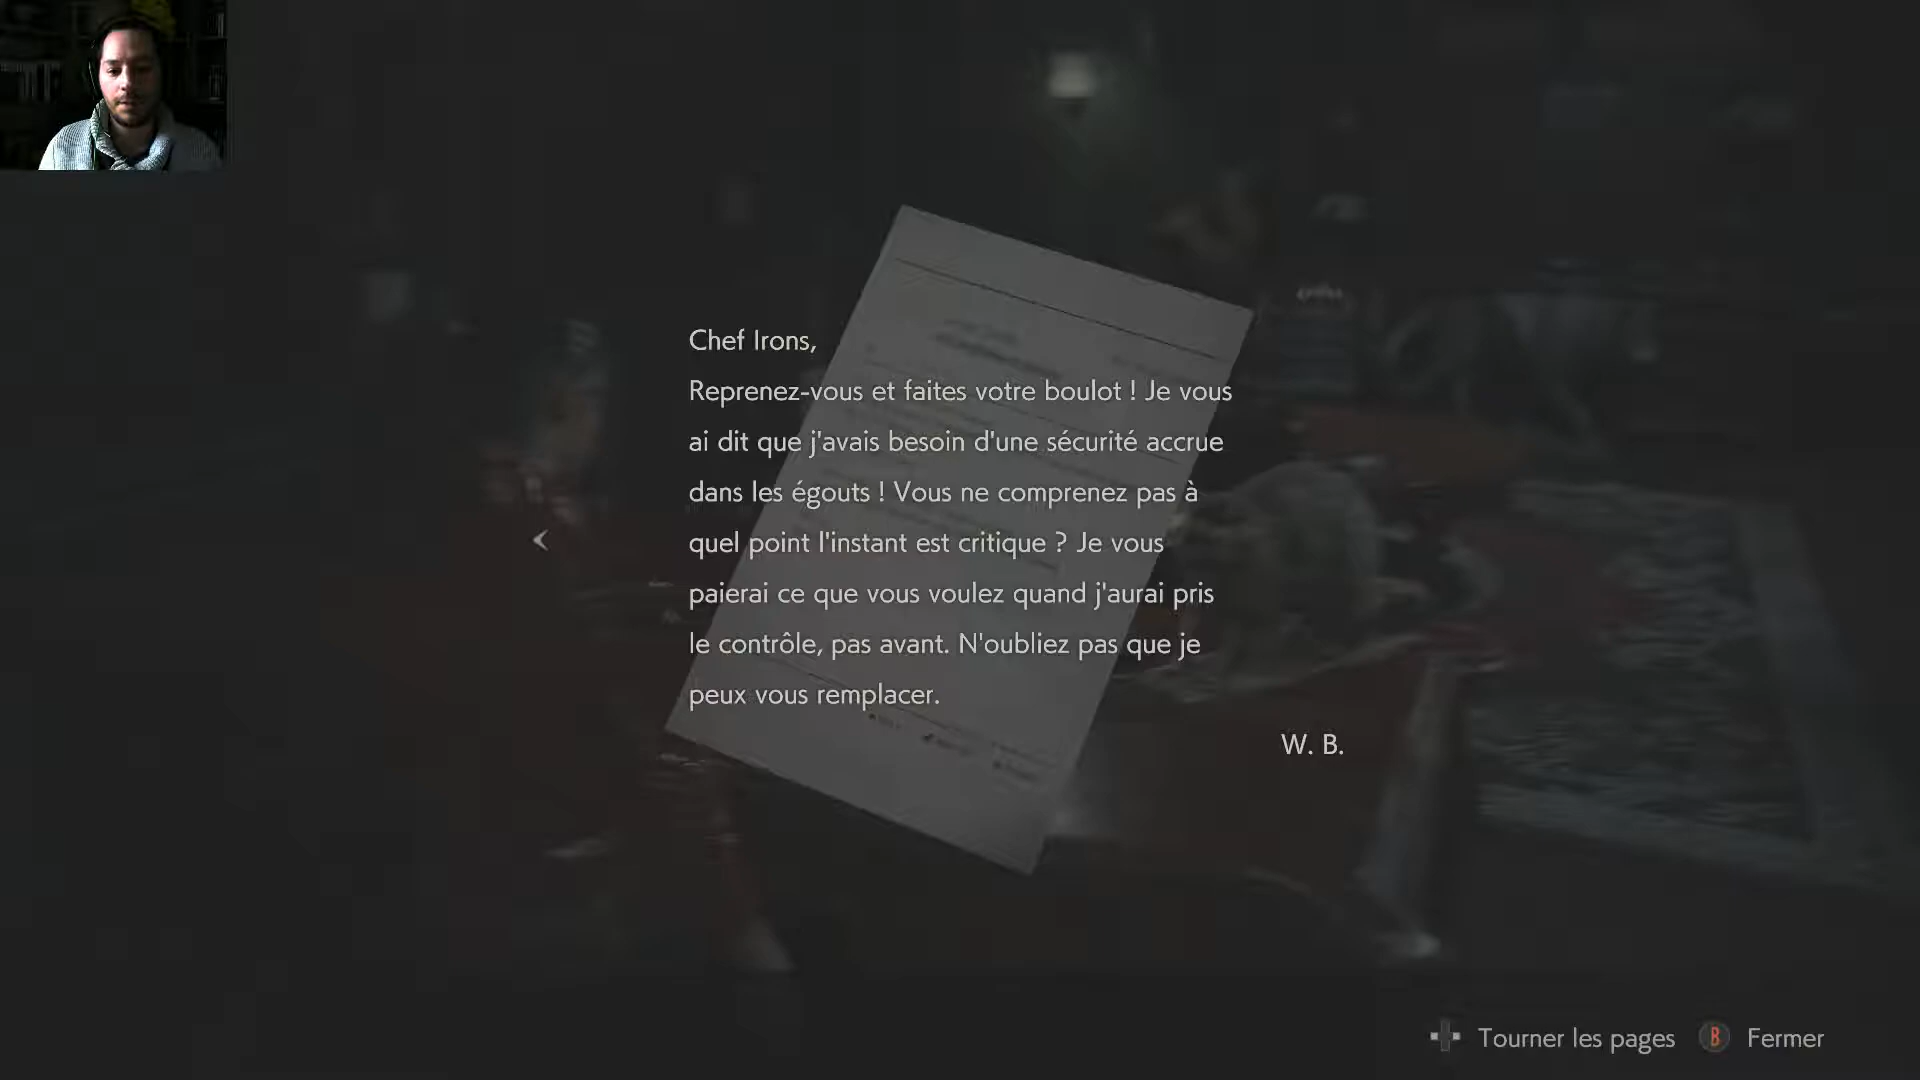 Chef Irons,
Reprenez-vous et faites votre boulot ! Je vous
ai dit que j'avais besoin d'une sécurité accrue
dans les égouts ! Vous ne comprenez pas à
quel point l'instant est critique ? Je vous
paierai ce que vous voulez quand j'aurai pris
le contrôle, pas avant. N'oubliez pas que je
peux vous remplacer.
W. B.
Tourner les pages B Fermer